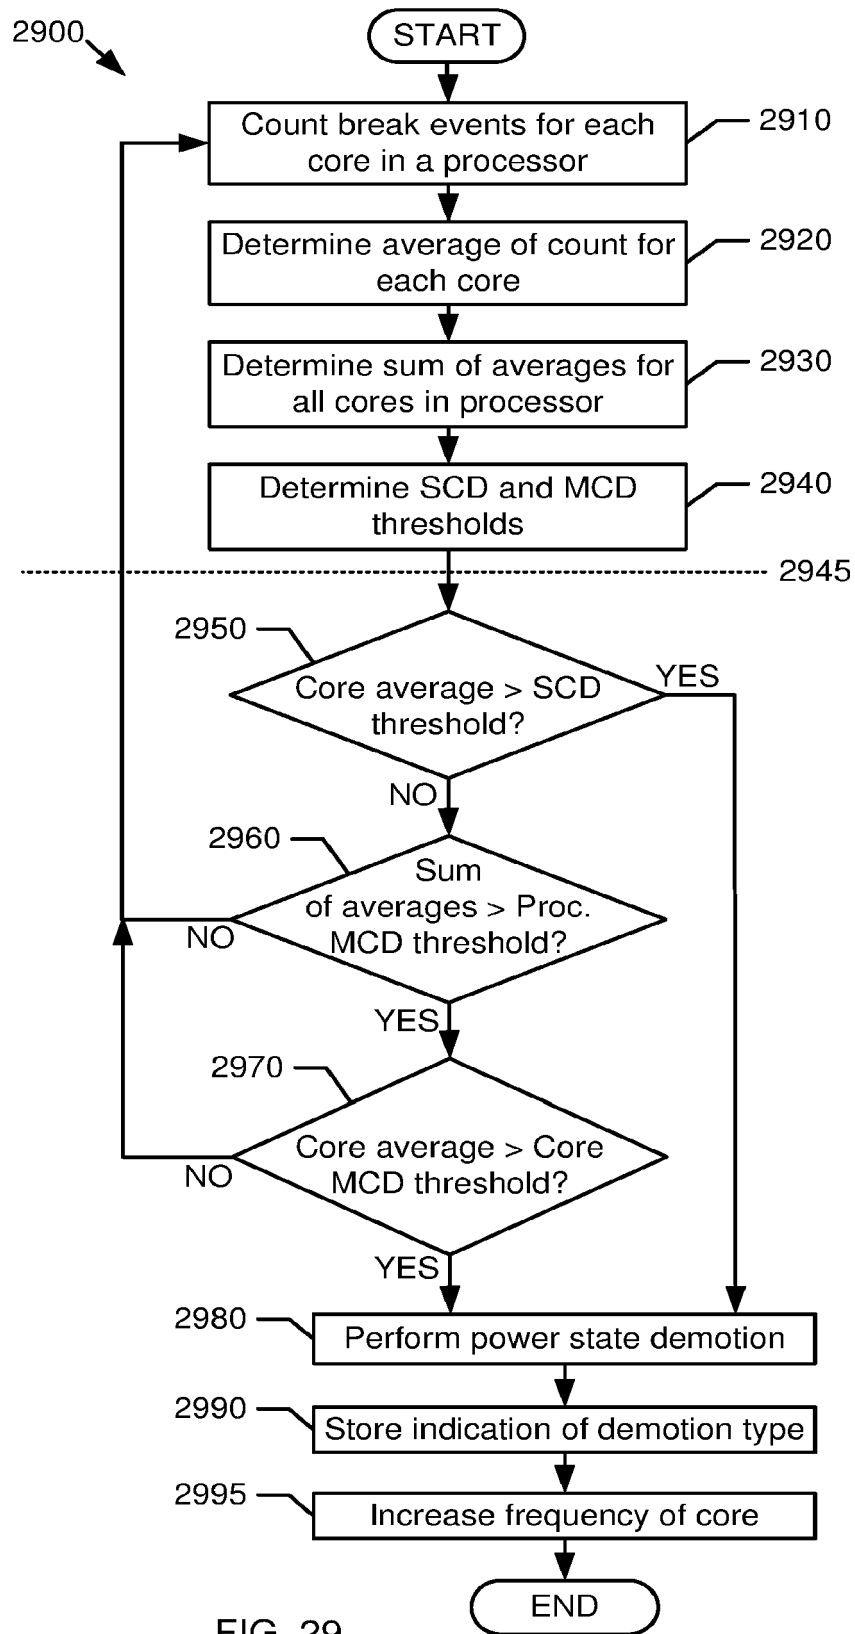 2900
START
Count break events for each
core in a processor
2910
Determine average of count for
each core
2920
Determine sum of averages for
all cores in processor
2930
Determine SCD and MCD
thresholds
2940
2945
2950
Core average > SCD
threshold?
YES
NO
2960
Sum
of averages > Proc.
MCD threshold?
NO
YES
2970
Core average > Core
MCD threshold?
NO
YES
2980
Perform power state demotion
2990
Store indication of demotion type
2995
Increase frequency of core
END
FIG. 29